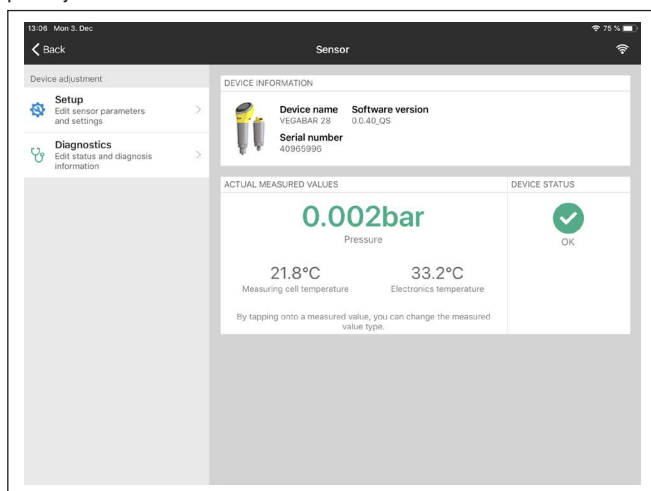 13:06 Mon 3. Dec
75 %
Back
Sensor
Device adjustment
Setup
Edit sensor parameters
and settings
Diagnostics
Edit status and diagnosis
information
DEVICE INFORMATION
Device name Software version
VEGABAR 28 0.0.40_QS
Serial number
40965996
ACTUAL MEASURED VALUES
DEVICE STATUS
0.002bar
Pressure
OK
21.8°C 33.2°C
Measuring cell temperature Electronics temperature
By tapping onto a measured value, you can change the measured
value type.